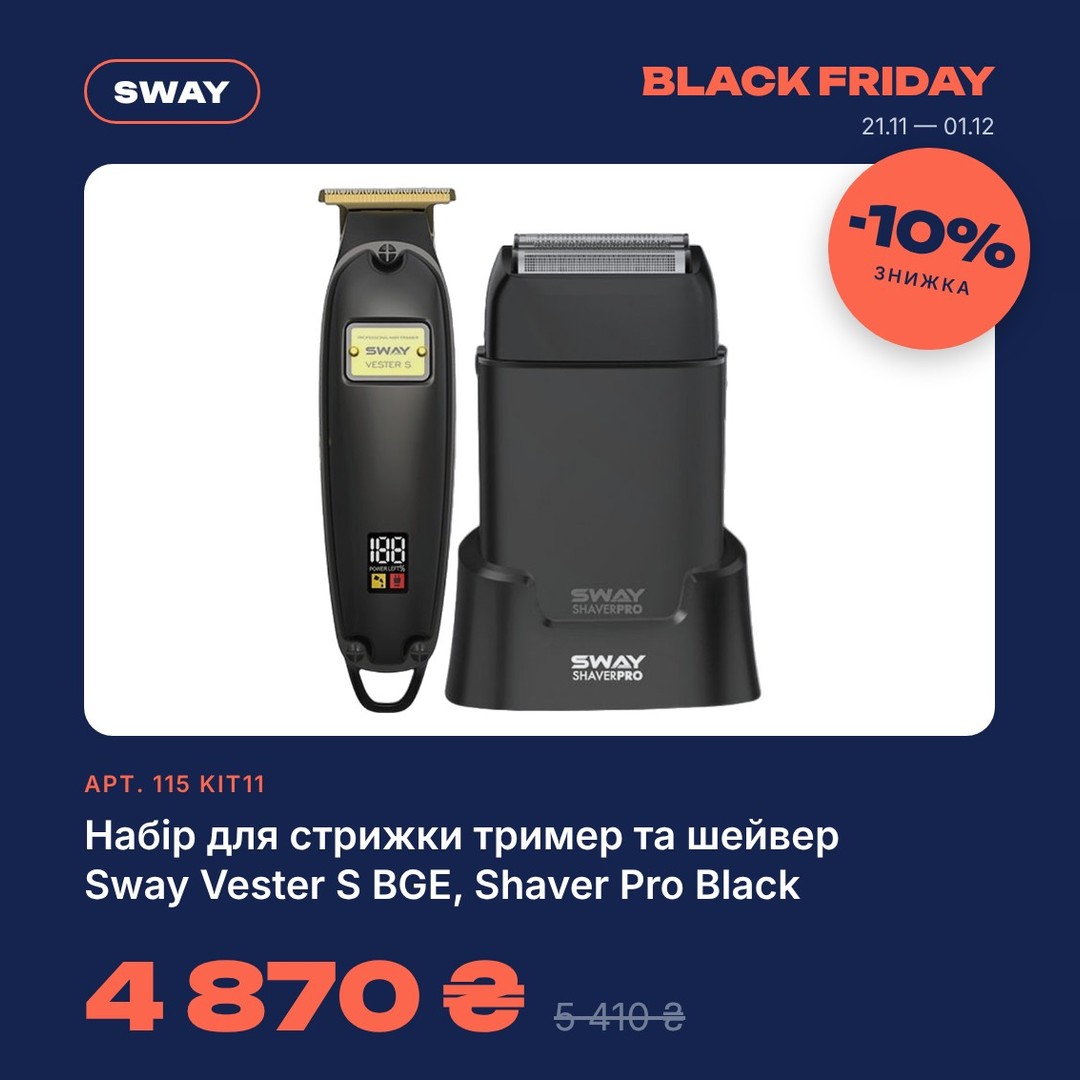 SWAY
BLACK FRIDAY
21.11 — 01.12
-10%
ЗНИЖКА
PROFESSIONAL HAIR TRIMMER
SWAY
VESTER S
188
POWER LEFT%
SWAY
SHAVERPRO
SWAY
SHAVERPRO
АРТ. 115 KIT11
Набір для стрижки тример та шейвер
Sway Vester S BGE, Shaver Pro Black
4 870 ₴ 5 410 ₴